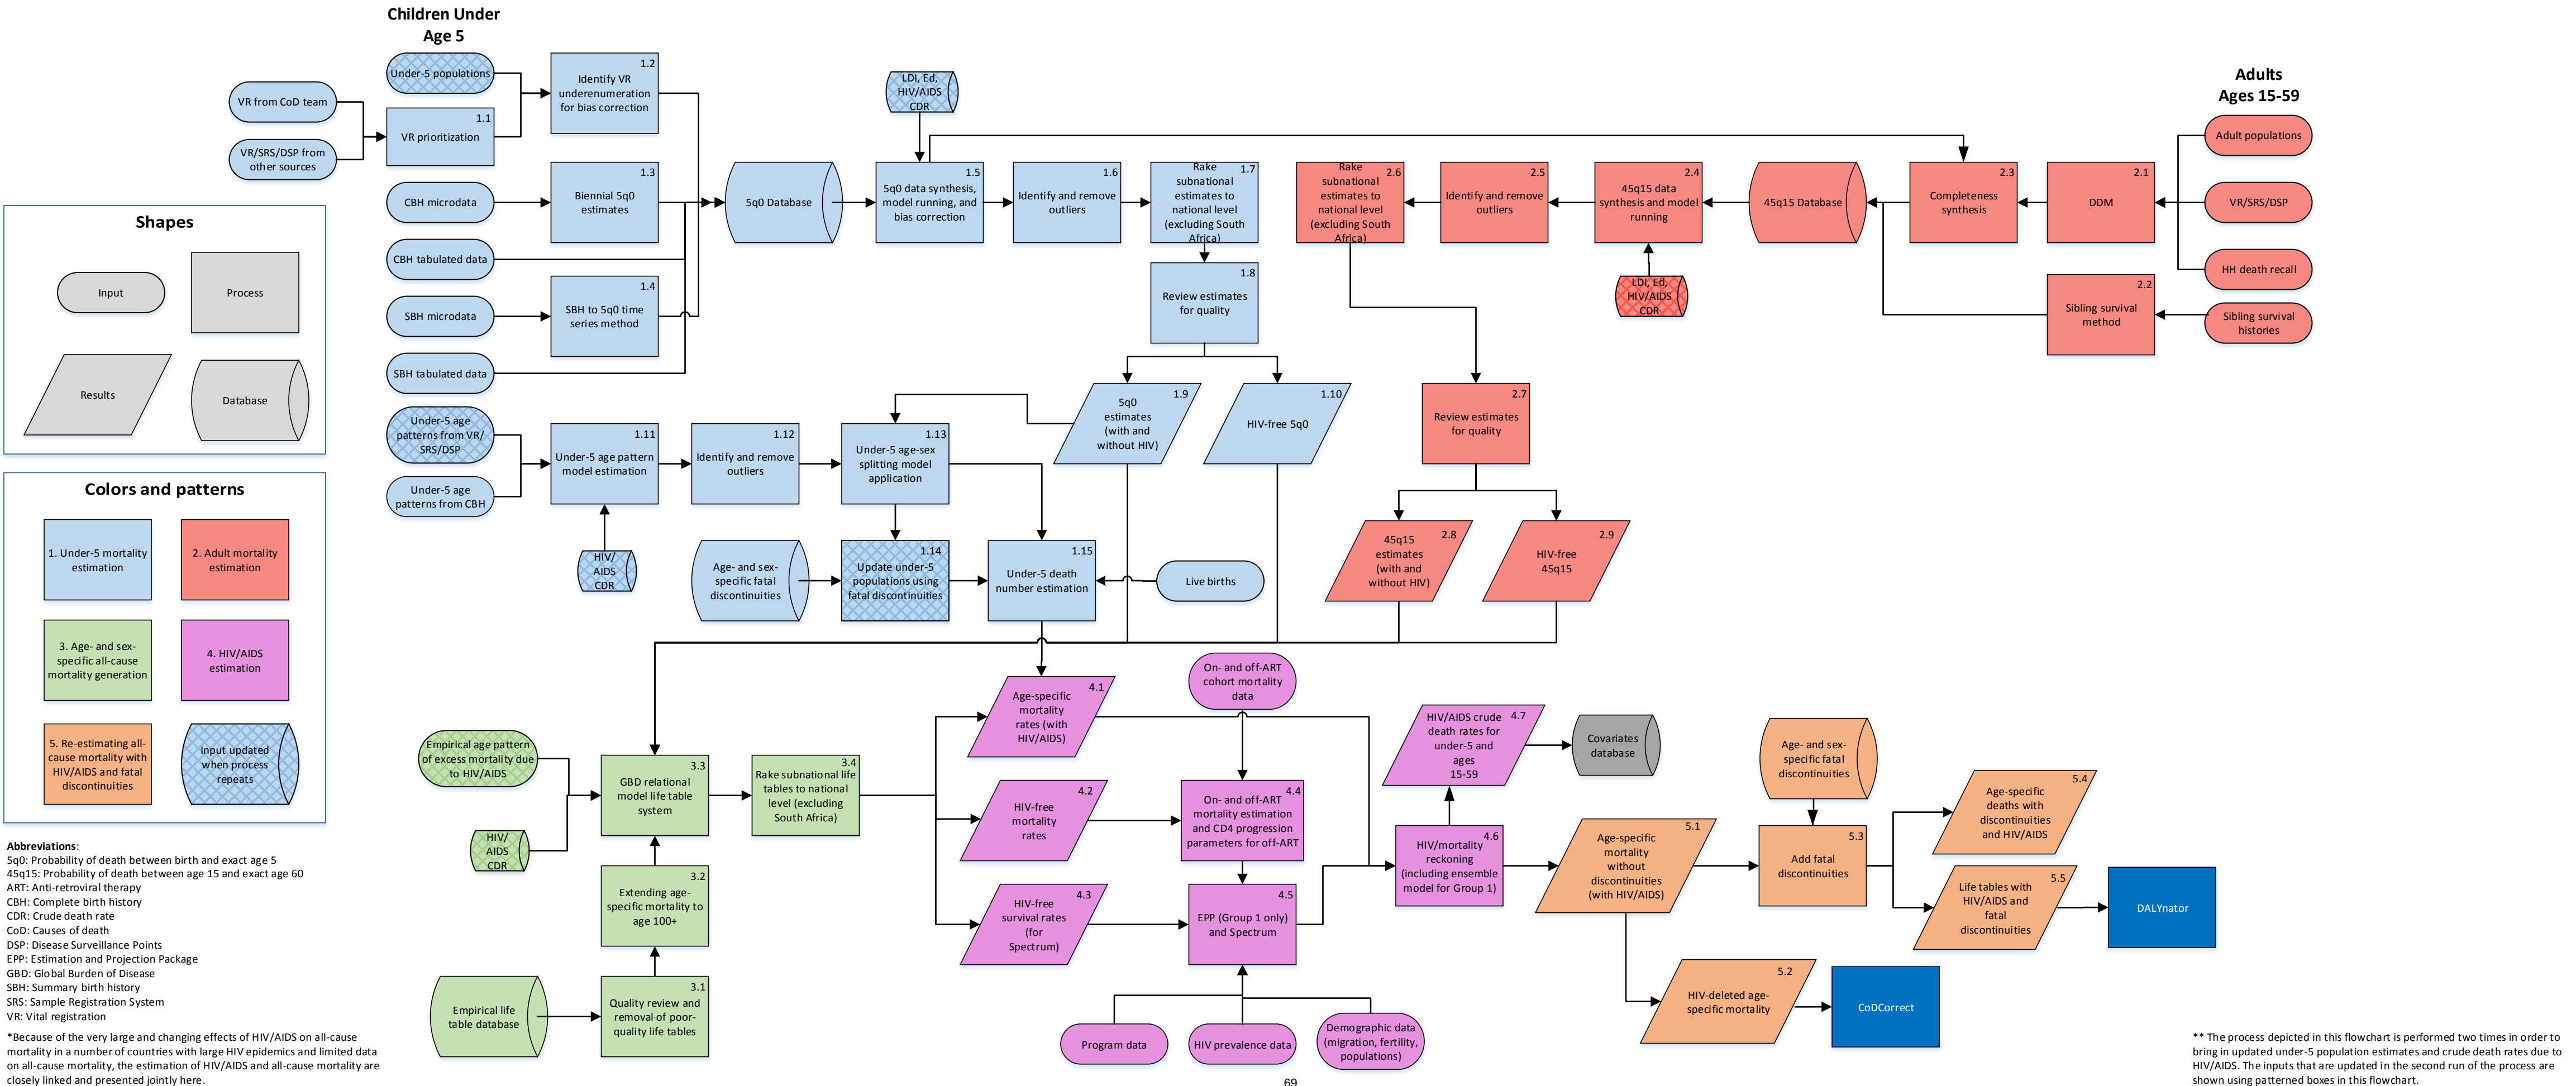 Children Under
Age 5
Under-5 populations
VR from CoD team
VR/SRS/DSP from
other sources
1.1
VR prioritization
1.2
Identify VR
underenumeration
for bias correction
CBH microdata
1.3
Biennial 5q0
estimates
CBH tabulated data
SBH microdata
1.4
SBH to 5q0 time
series method
SBH tabulated data
5q0 Database
LDI, Ed,
HIV/AIDS
CDR
1.5
5q0 data synthesis,
model running, and
bias correction
1.6
Identify and remove
outliers
1.7
Rake
subnational
estimates to
national level
(excluding South
Africa)
1.8
Review estimates
for quality
1.9
5q0
estimates
(with and
without HIV)
1.10
HIV-free 5q0
Adults
Ages 15-59
Adult populations
VR/SRS/DSP
HH death recall
Sibling survival
histories
2.1
DDM
2.2
Sibling survival
method
2.3
Completeness
synthesis
45q15 Database
2.4
45q15 data
synthesis and model
running
LDI, Ed,
HIV/AIDS
CDR
2.5
Identify and remove
outliers
2.6
Rake
subnational
estimates to
national level
(excluding South
Africa)
2.7
Review estimates
for quality
2.8
45q15
estimates
(with and
without HIV)
2.9
HIV-free
45q15
Shapes
Input
Process
Results
Database
Colors and patterns
1. Under-5 mortality
estimation
2. Adult mortality
estimation
3. Age- and sex-
specific all-cause
mortality generation
4. HIV/AIDS
estimation
5. Re-estimating all-
cause mortality with
HIV/AIDS and fatal
discontinuities
Input updated
when process
repeats
Under-5 age
patterns from VR/
SRS/DSP
Under-5 age
patterns from CBH
1.11
Under-5 age pattern
model estimation
HIV/
AIDS
CDR
1.12
Identify and remove
outliers
1.13
Under-5 age-sex
splitting model
application
Age- and sex-
specific fatal
discontinuities
1.14
Update under-5
populations using
fatal discontinuities
1.15
Under-5 death
number estimation
Live births
Empirical age pattern
of excess mortality due
to HIV/AIDS
HIV/
AIDS
CDR
3.3
GBD relational
model life table
system
3.4
Rake subnational life
tables to national
level (excluding
South Africa)
3.2
Extending age-
specific mortality to
age 100+
Empirical life
table database
3.1
Quality review and
removal of poor-
quality life tables
4.1
Age-specific
mortality
rates (with
HIV/AIDS)
4.2
HIV-free
mortality
rates
4.3
HIV-free
survival rates
(for
Spectrum)
On- and off-ART
cohort mortality
data
4.4
On- and off-ART
mortality estimation
and CD4 progression
parameters for off-ART
4.5
EPP (Group 1 only)
and Spectrum
Program data
HIV prevalence data
Demographic data
(migration, fertility,
populations)
4.6
HIV/mortality
reckoning
(including ensemble
model for Group 1)
4.7
HIV/AIDS crude
death rates for
under-5 and
ages
15-59
Covariates
database
5.1
Age-specific
mortality
without
discontinuities
(with HIV/AIDS)
5.2
HIV-deleted age-
specific mortality
CoDCorrect
Age- and sex-
specific fatal
discontinuities
5.3
Add fatal
discontinuities
5.4
Age-specific
deaths with
discontinuities
and HIV/AIDS
5.5
Life tables with
HIV/AIDS and
fatal
discontinuities
DALYnator
Abbreviations:
5q0: Probability of death between birth and exact age 5
45q15: Probability of death between age 15 and exact age 60
ART: Anti-retroviral therapy
CBH: Complete birth history
CDR: Crude death rate
CoD: Causes of death
DSP: Disease Surveillance Points
EPP: Estimation and Projection Package
GBD: Global Burden of Disease
SBH: Summary birth history
SRS: Sample Registration System
VR: Vital registration
*Because of the very large and changing effects of HIV/AIDS on all-cause
mortality in a number of countries with large HIV epidemics and limited data
on all-cause mortality, the estimation of HIV/AIDS and all-cause mortality are
closely linked and presented jointly here.
69
** The process depicted in this flowchart is performed two times in order to
bring in updated under-5 population estimates and crude death rates due to
HIV/AIDS. The inputs that are updated in the second run of the process are
shown using patterned boxes in this flowchart.